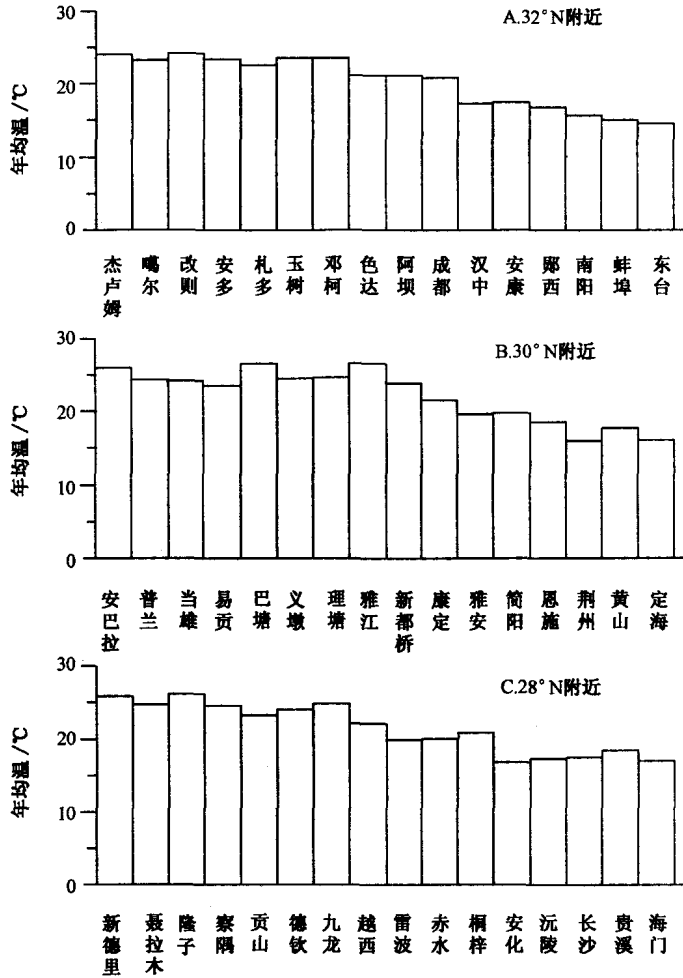 A.32°N附近
年均温/℃
30
20
10
0
杰卢姆 噶尔 改则 安多 札多 玉树 邓柯 色达 阿坝 成都 汉中 安康 郧西 南阳 蚌埠 东台
B.30°N附近
年均温/℃
30
20
10
0
安巴拉 普兰 当雄 易贡 巴塘 义墩 理塘 雅江 新都桥 康定 雅安 简阳 恩施 荆州 黄山 定海
C.28°N附近
年均温/℃
30
20
10
0
新德里 聂拉木 隆子 察隅 贡山 德钦 九龙 越西 雷波 赤水 桐梓 安化 沅陵 长沙 贵溪 海门